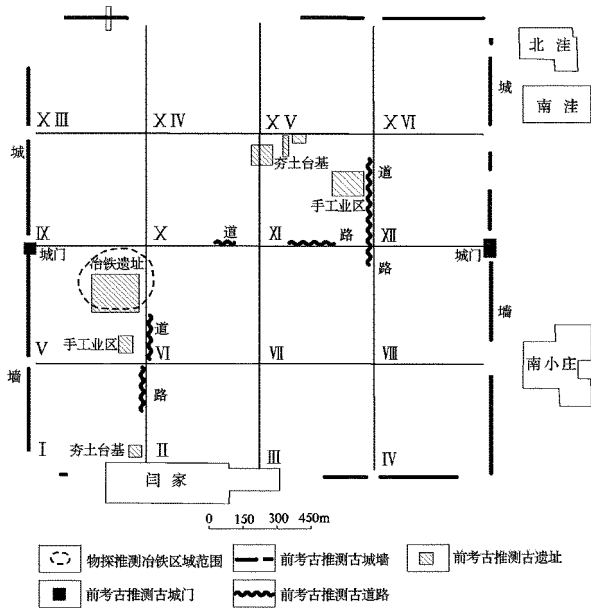 北洼
城
南洼
XIII XIV XV XVI
城 夯土台基 道
手工业区
IX X 道 XI 路 XII
城门 冶铁遗址 路 城门
墙
道
手工业区
V VI VII VIII 南小庄
墙 路
I 夯土台基 II III IV
闫家
0 150 300 450m
物探推测冶铁区域范围 前考古推测古城墙 前考古推测古遗址
前考古推测古城门 前考古推测古道路